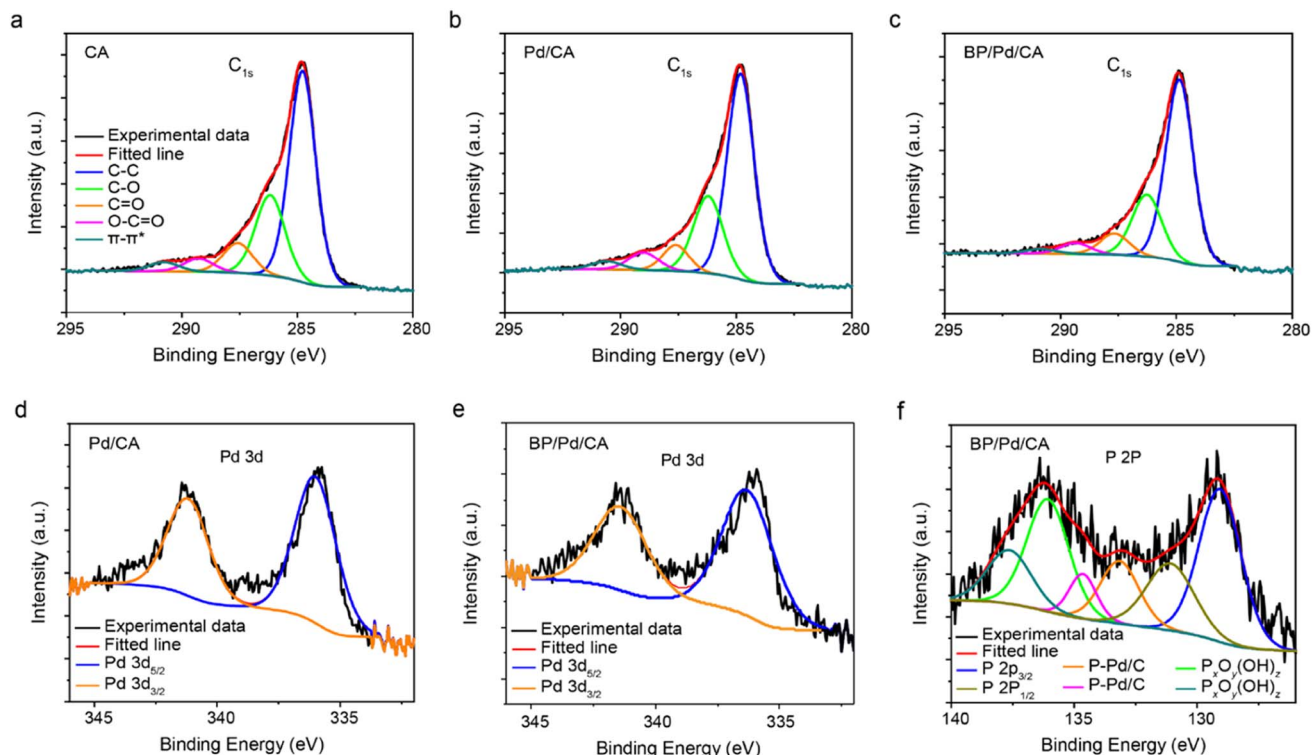 a
CA
C1s
Experimental data
Fitted line
C-C
C-O
C=O
O-C=O
π-π*
Intensity (a.u.)
295 290 285 280
Binding Energy (eV)
b
Pd/CA
C1s
Intensity (a.u.)
295 290 285 280
Binding Energy (eV)
c
BP/Pd/CA
C1s
Intensity (a.u.)
295 290 285 280
Binding Energy (eV)
d
Pd/CA
Pd 3d
Experimental data
Fitted line
Pd 3d5/2
Pd 3d3/2
Intensity (a.u.)
345 340 335
Binding Energy (eV)
e
BP/Pd/CA
Pd 3d
Experimental data
Fitted line
Pd 3d5/2
Pd 3d3/2
Intensity (a.u.)
345 340 335
Binding Energy (eV)
f
BP/Pd/CA
P 2P
Experimental data
Fitted line
P 2p3/2 P-Pd/C PxOy(OH)z
P 2P1/2 P-Pd/C PxOy(OH)z
Intensity (a.u.)
140 135 130
Binding Energy (eV)